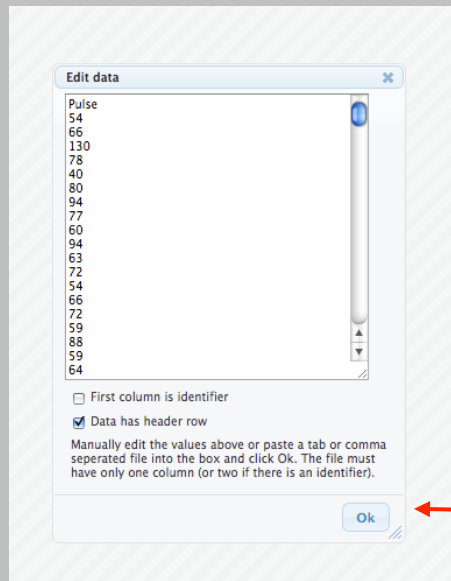 Edit data
Pulse
54
66
130
78
40
80
94
77
60
94
63
72
54
66
72
59
88
59
64
First column is identifier
Data has header row
Manually edit the values above or paste a tab or comma
seperated file into the box and click Ok. The file must
have only one column (or two if there is an identifier).
Ok